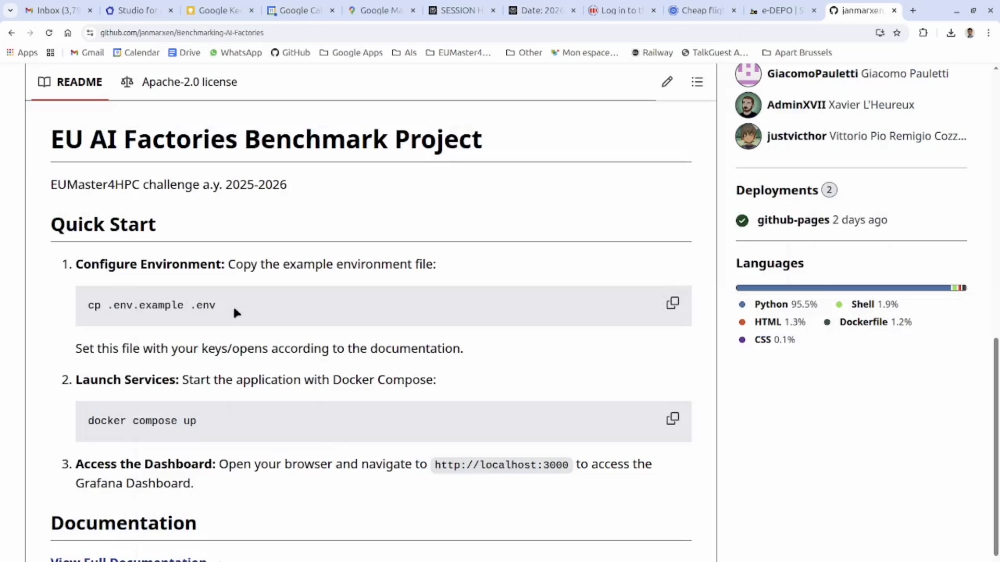 Inbox (3,79
Studio for
Google Kee
Google Cal
Google Ma
SESSION H
Date: 2026
Log in to t
Cheap fligh
e-DEPO | S
janmarxen
github.com/janmarxen/Benchmarking-AI-Factories
Apps
Gmail
Calendar
Drive
WhatsApp
GitHub
Google Apps
AIs
EUMaster4...
Other
Mon espace...
Railway
TalkGuest A...
Apart Brussels
README
Apache-2.0 license
EU AI Factories Benchmark Project
EUMaster4HPC challenge a.y. 2025-2026
Quick Start
1. Configure Environment: Copy the example environment file:
cp .env.example .env
Set this file with your keys/opens according to the documentation.
2. Launch Services: Start the application with Docker Compose:
docker compose up
3. Access the Dashboard: Open your browser and navigate to http://localhost:3000 to access the
Grafana Dashboard.
Documentation
View Full Documentation
GiacomoPauletti Giacomo Pauletti
AdminXVII Xavier L'Heureux
justvicthor Vittorio Pio Remigio Cozz...
Deployments 2
github-pages 2 days ago
Languages
Python 95.5% Shell 1.9%
HTML 1.3% Dockerfile 1.2%
CSS 0.1%